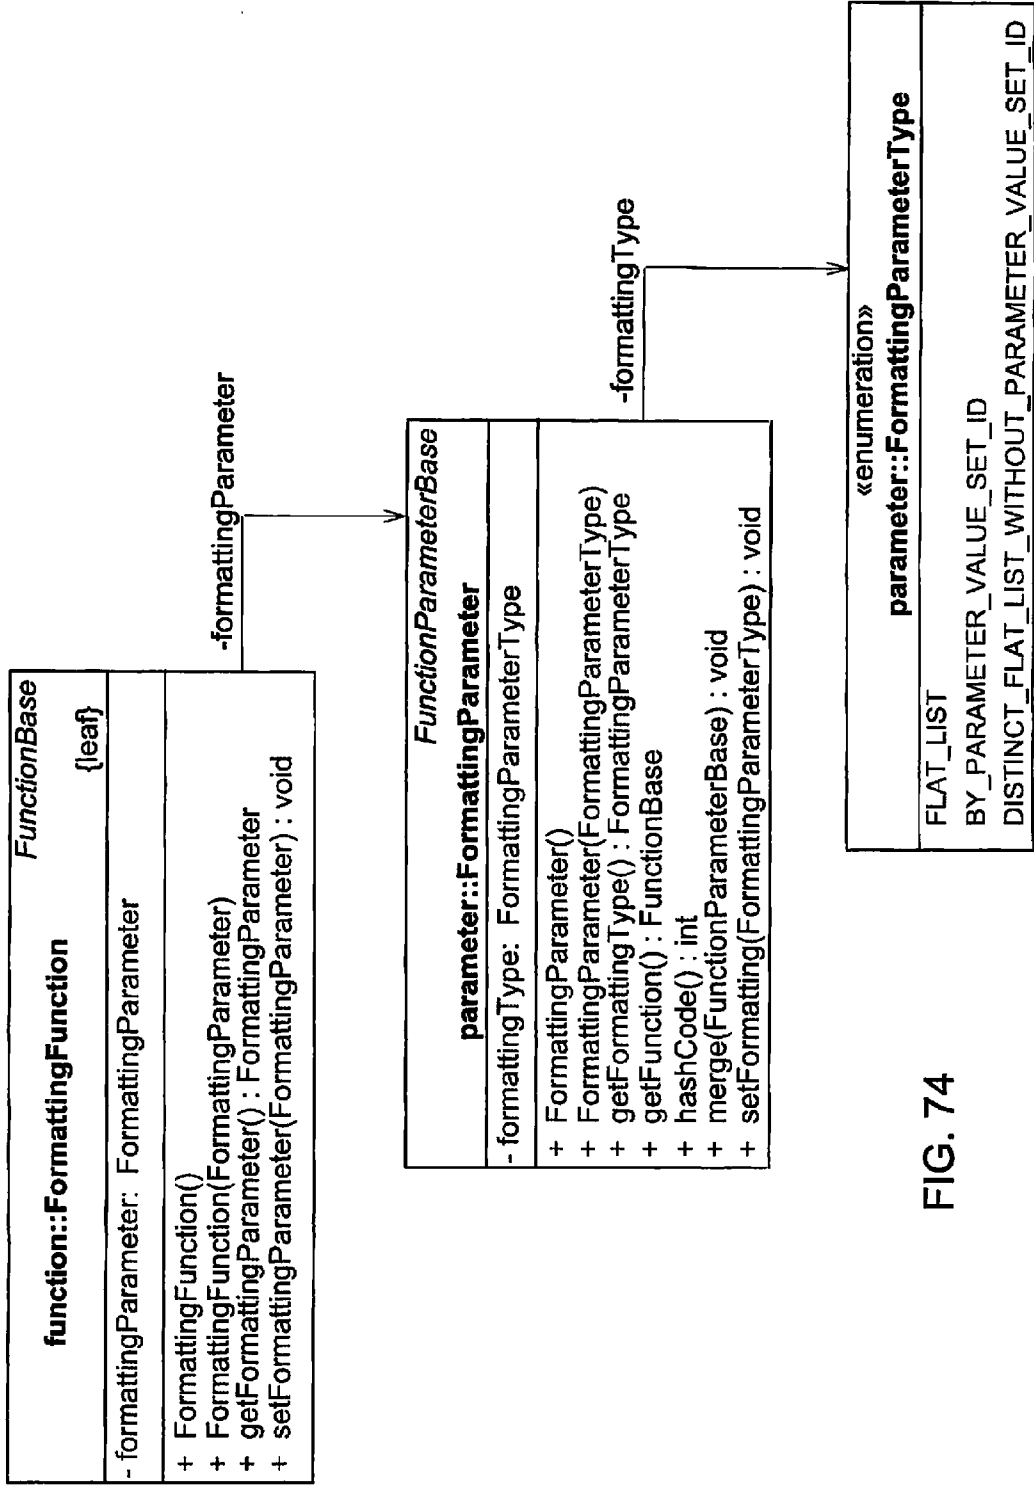 FunctionBase
function::FormattingFunction
{leaf}
- formattingParameter: FormattingParameter
+ FormattingFunction()
+ FormattingFunction(FormattingParameter)
+ getFormattingParameter() : FormattingParameter
+ setFormattingParameter(FormattingParameter) : void
-formattingParameter
FunctionParameterBase
parameter::FormattingParameter
- formattingType: FormattingParameterType
+ FormattingParameter()
+ FormattingParameter(FormattingParameterType)
+ getFormattingType() : FormattingParameterType
+ getFunction() : FunctionBase
+ hashCode() : int
+ merge(FunctionParameterBase) : void
+ setFormatting(FormattingParameterType) : void
-formattingType
«enumeration»
parameter::FormattingParameterType
FLAT_LIST
BY_PARAMETER_VALUE_SET_ID
DISTINCT_FLAT_LIST_WITHOUT_PARAMETER_VALUE_SET_ID
FIG. 74